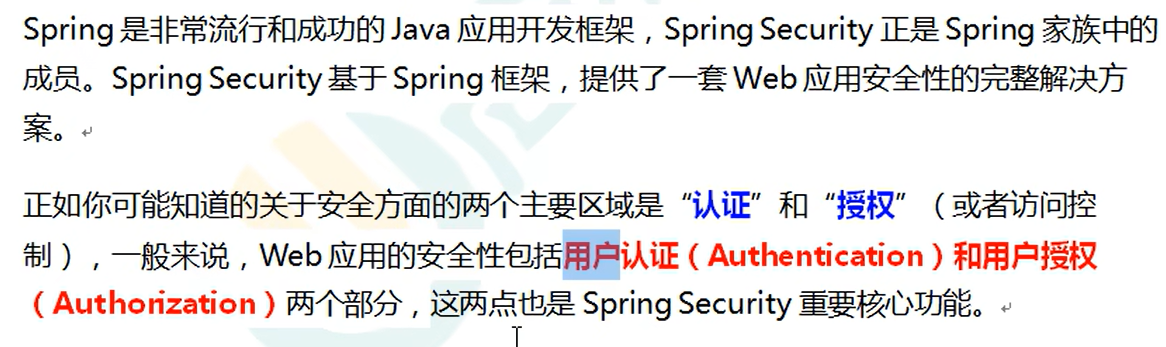 Spring 是非常流行和成功的 Java 应用开发框架，Spring Security 正是 Spring 家族中的
成员。Spring Security 基于 Spring 框架，提供了一套 Web 应用安全性的完整解决方
案。
正如你可能知道的关于安全方面的两个主要区域是“认证”和“授权”（或者访问控
制），一般来说，Web 应用的安全性包括用户认证（Authentication）和用户授权
（Authorization）两个部分，这两点也是 Spring Security 重要核心功能。